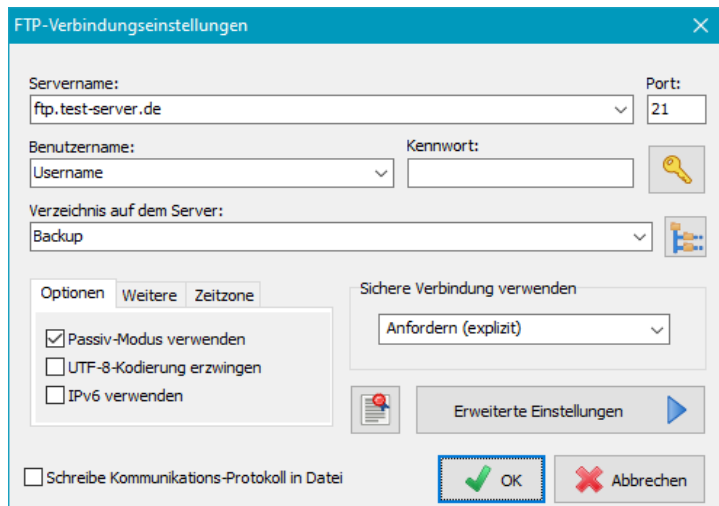 FTP-Verbindungseinstellungen
Servername:
Port:
ftp.test-server.de
21
Benutzername:
Kennwort:
Username
Verzeichnis auf dem Server:
Backup
Optionen Weitere Zeitzone
Sichere Verbindung verwenden
Anfordern (explizit)
Passiv-Modus verwenden
UTF-8-Kodierung erzwingen
IPv6 verwenden
Erweiterte Einstellungen
Schreibe Kommunikations-Protokoll in Datei
OK
Abbrechen